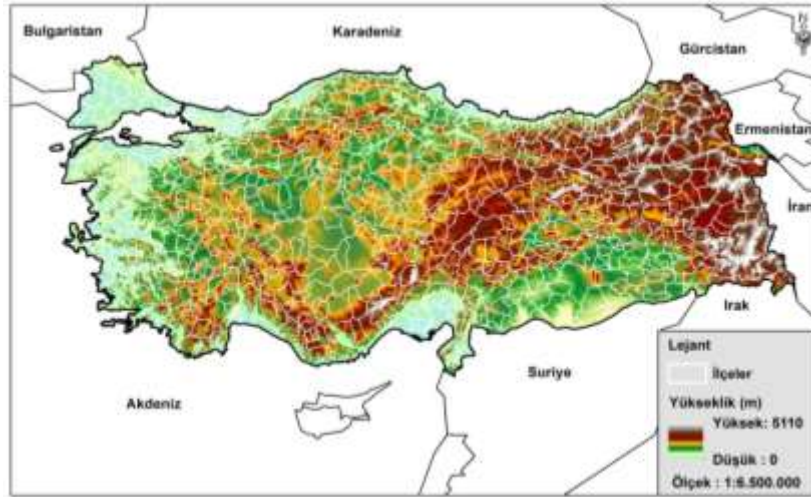 Bulgaristan
Karadeniz
Gürcistan
Ermenistan
İran
Irak
Suriye
Akdeniz
Lejant
İlçeler
Yükseklik (m)
Yüksek: 5110
Düşük : 0
Ölçek : 1:6.500.000